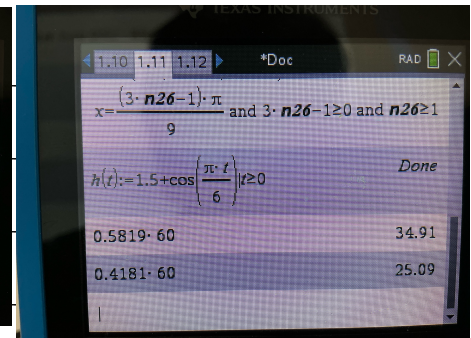 TEXAS INSTRUMENTS
1.10 1.11 1.12 *Doc RAD
x=(3·n26−1)·π/9 and 3·n26−1≥0 and n26≥1
h(t):=1.5+cos(π·t/6)|t≥0 Done
0.5819·60 34.91
0.4181·60 25.09